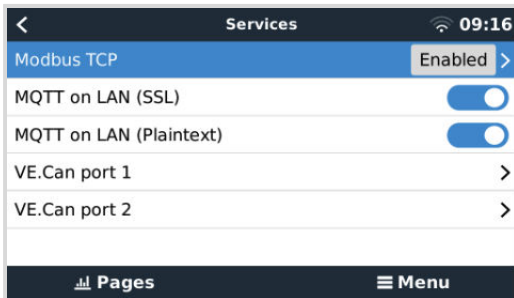 Services 09:16
Modbus TCP Enabled
MQTT on LAN (SSL)
MQTT on LAN (Plaintext)
VE.Can port 1
VE.Can port 2
Pages Menu